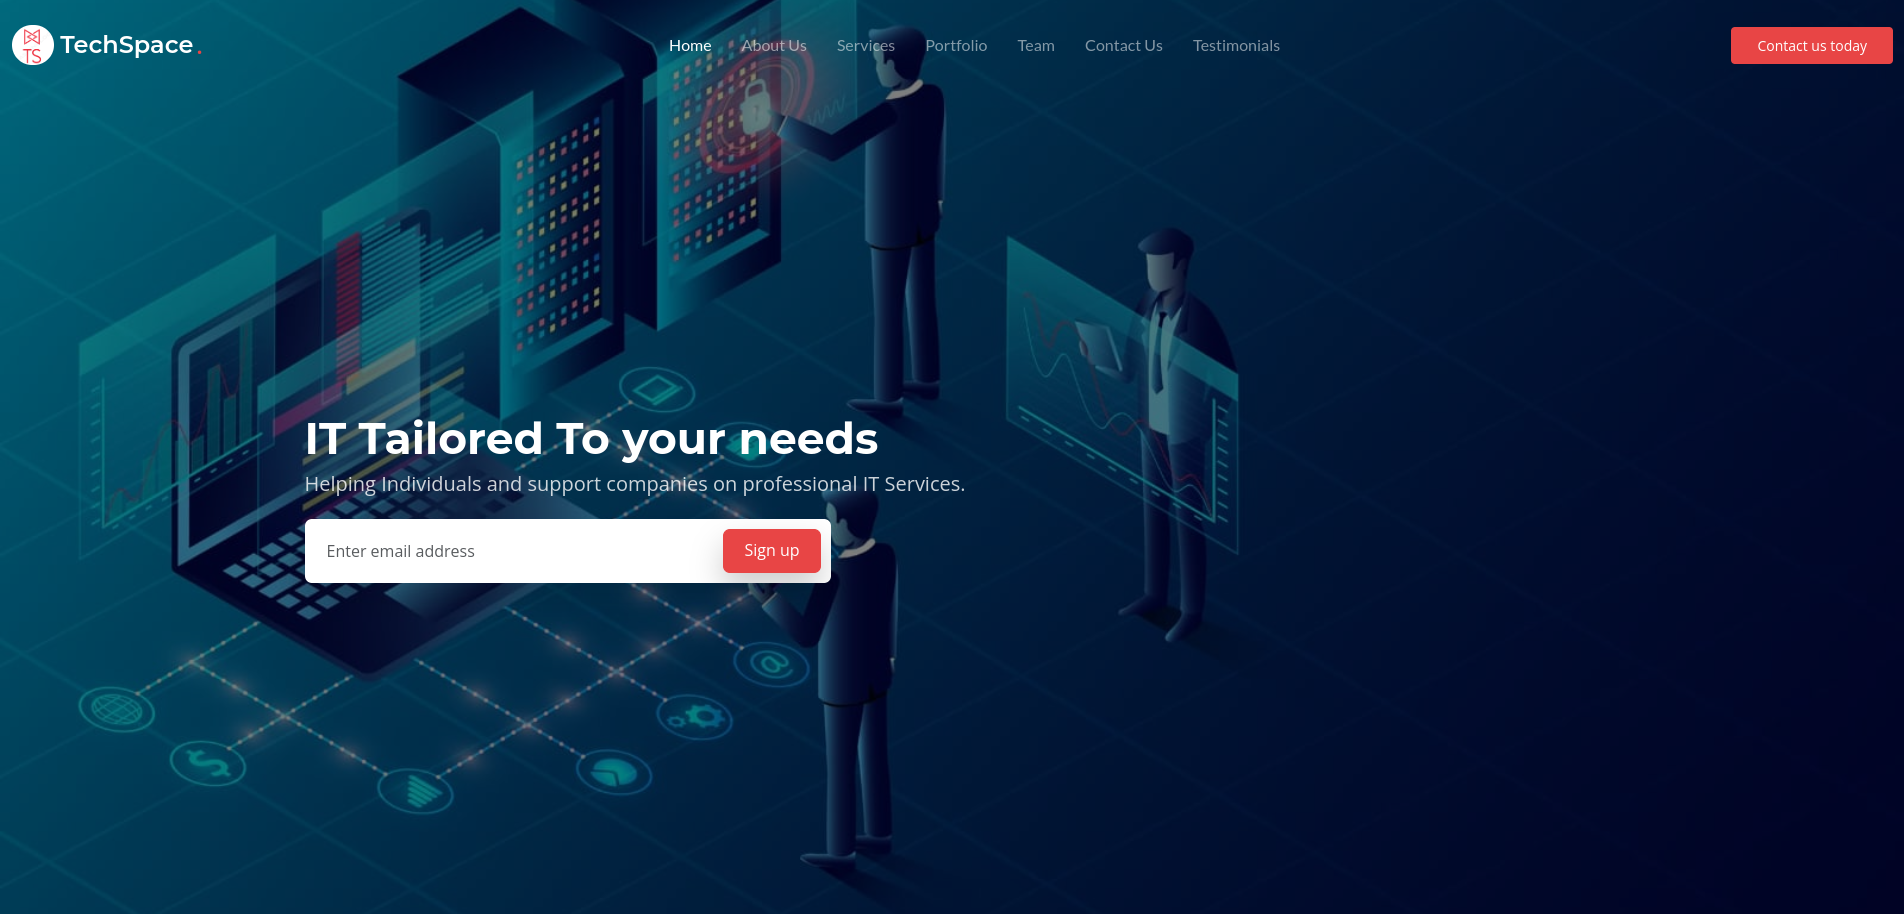 TS
TechSpace.
Home About Us Services Portfolio Team Contact Us Testimonials
Contact us today
IT Tailored To your needs
Helping Individuals and support companies on professional IT Services.
Enter email address
Sign up